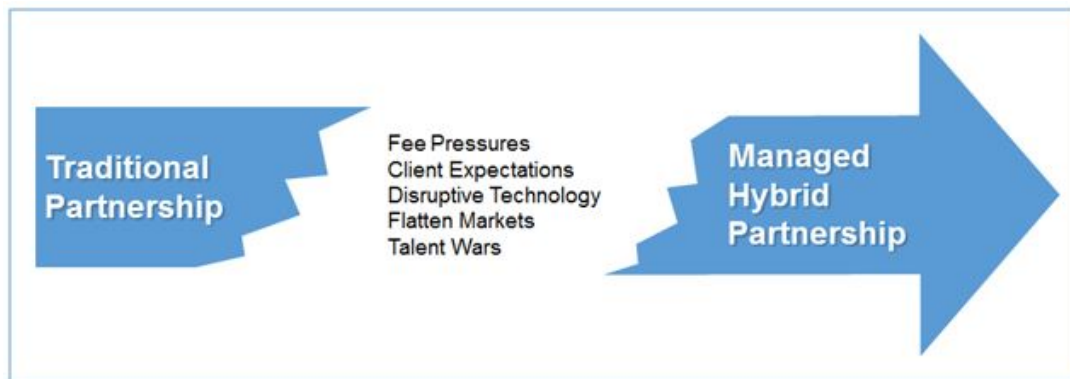 Traditional
Partnership
Fee Pressures
Client Expectations
Disruptive Technology
Flatten Markets
Talent Wars
Managed
Hybrid
Partnership